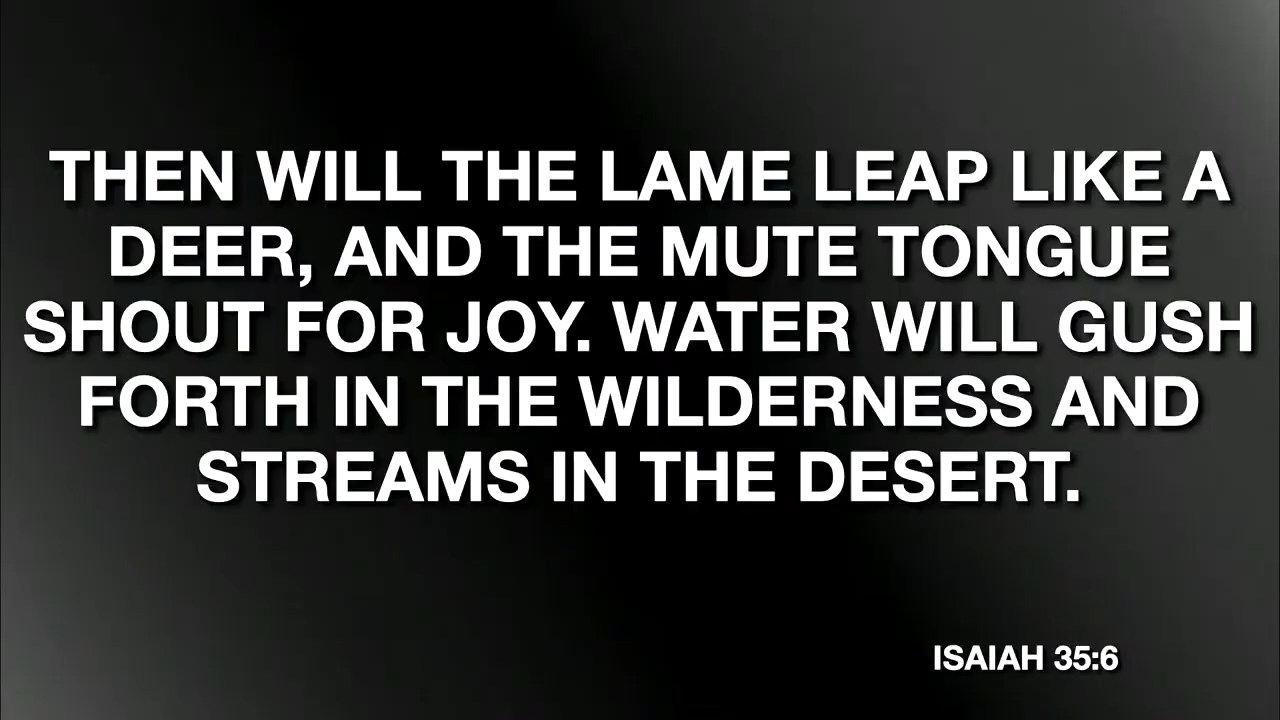 THEN WILL THE LAME LEAP LIKE A
DEER, AND THE MUTE TONGUE
SHOUT FOR JOY. WATER WILL GUSH
FORTH IN THE WILDERNESS AND
STREAMS IN THE DESERT.
ISAIAH 35:6